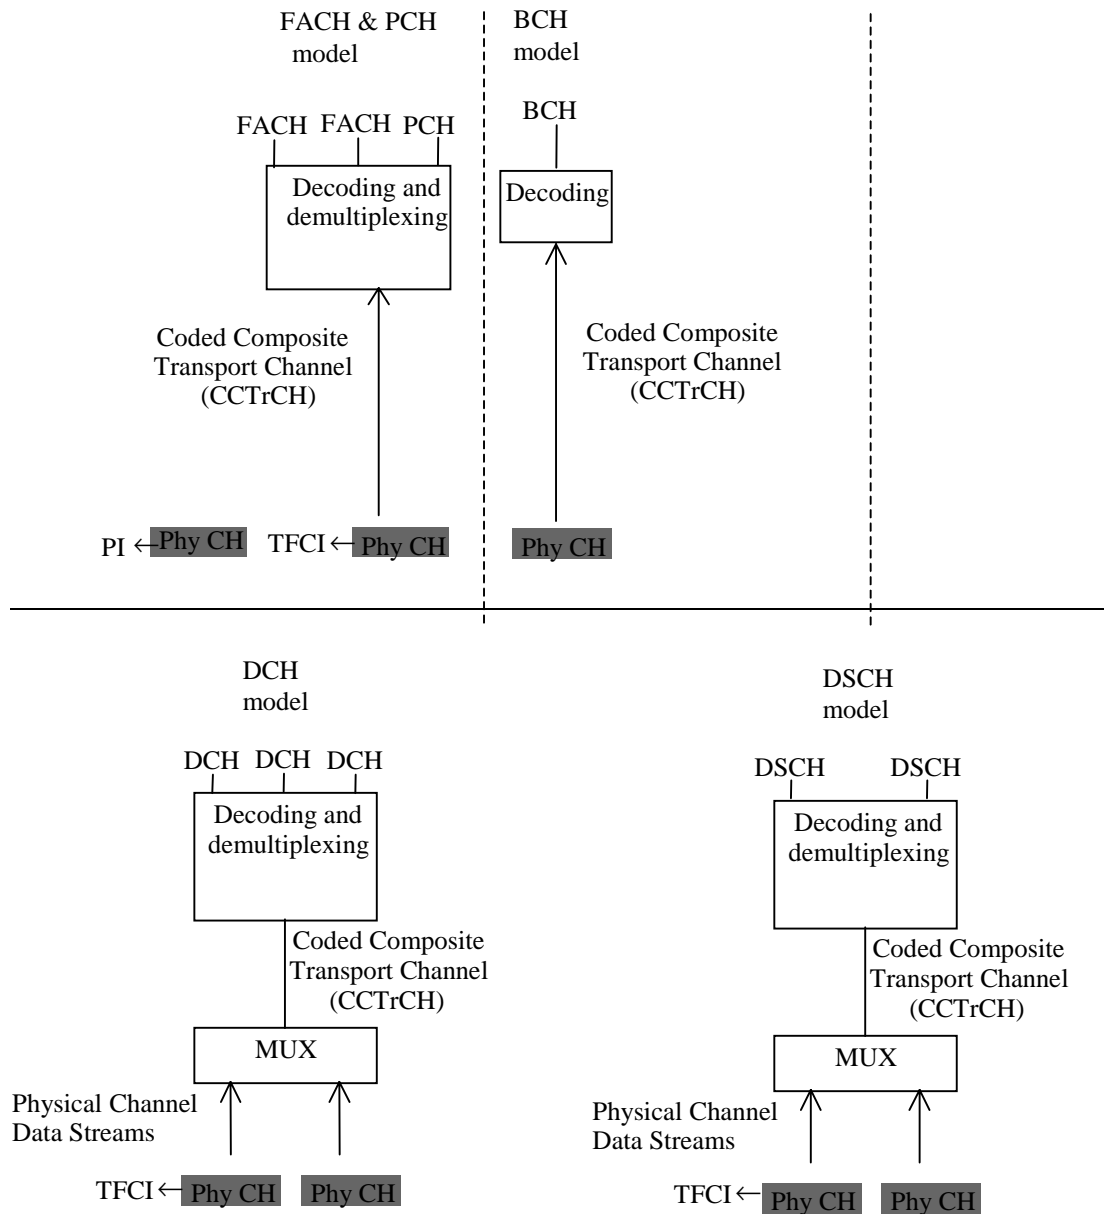 FACH & PCH
model
BCH
model
FACH FACH PCH
BCH
Decoding and
demultiplexing
Decoding
Coded Composite
Transport Channel
(CCTrCH)
Coded Composite
Transport Channel
(CCTrCH)
PI Phy CH TFCI Phy CH
Phy CH
DCH
model
DSCH
model
DCH DCH DCH
DSCH DSCH
Decoding and
demultiplexing
Decoding and
demultiplexing
Coded Composite
Transport Channel
(CCTrCH)
Coded Composite
Transport Channel
(CCTrCH)
MUX
MUX
Physical Channel
Data Streams
Physical Channel
Data Streams
TFCI Phy CH Phy CH
TFCI Phy CH Phy CH